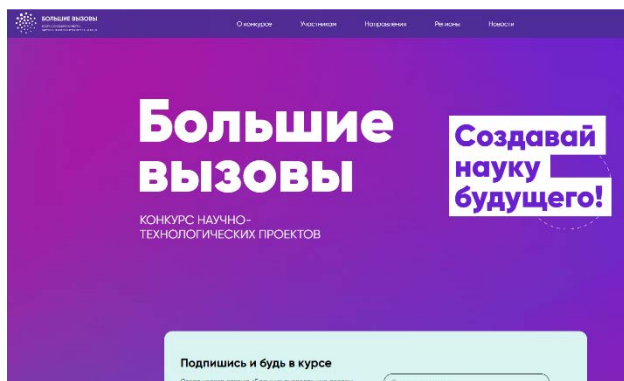 БОЛЬШИЕ ВЫЗОВЫ
О конкурсе Участникам Направления Регионы Новости
Большие
вызовы
КОНКУРС НАУЧНО-
ТЕХНОЛОГИЧЕСКИХ ПРОЕКТОВ
Создавай
науку
будущего!
Подпишись и будь в курсе